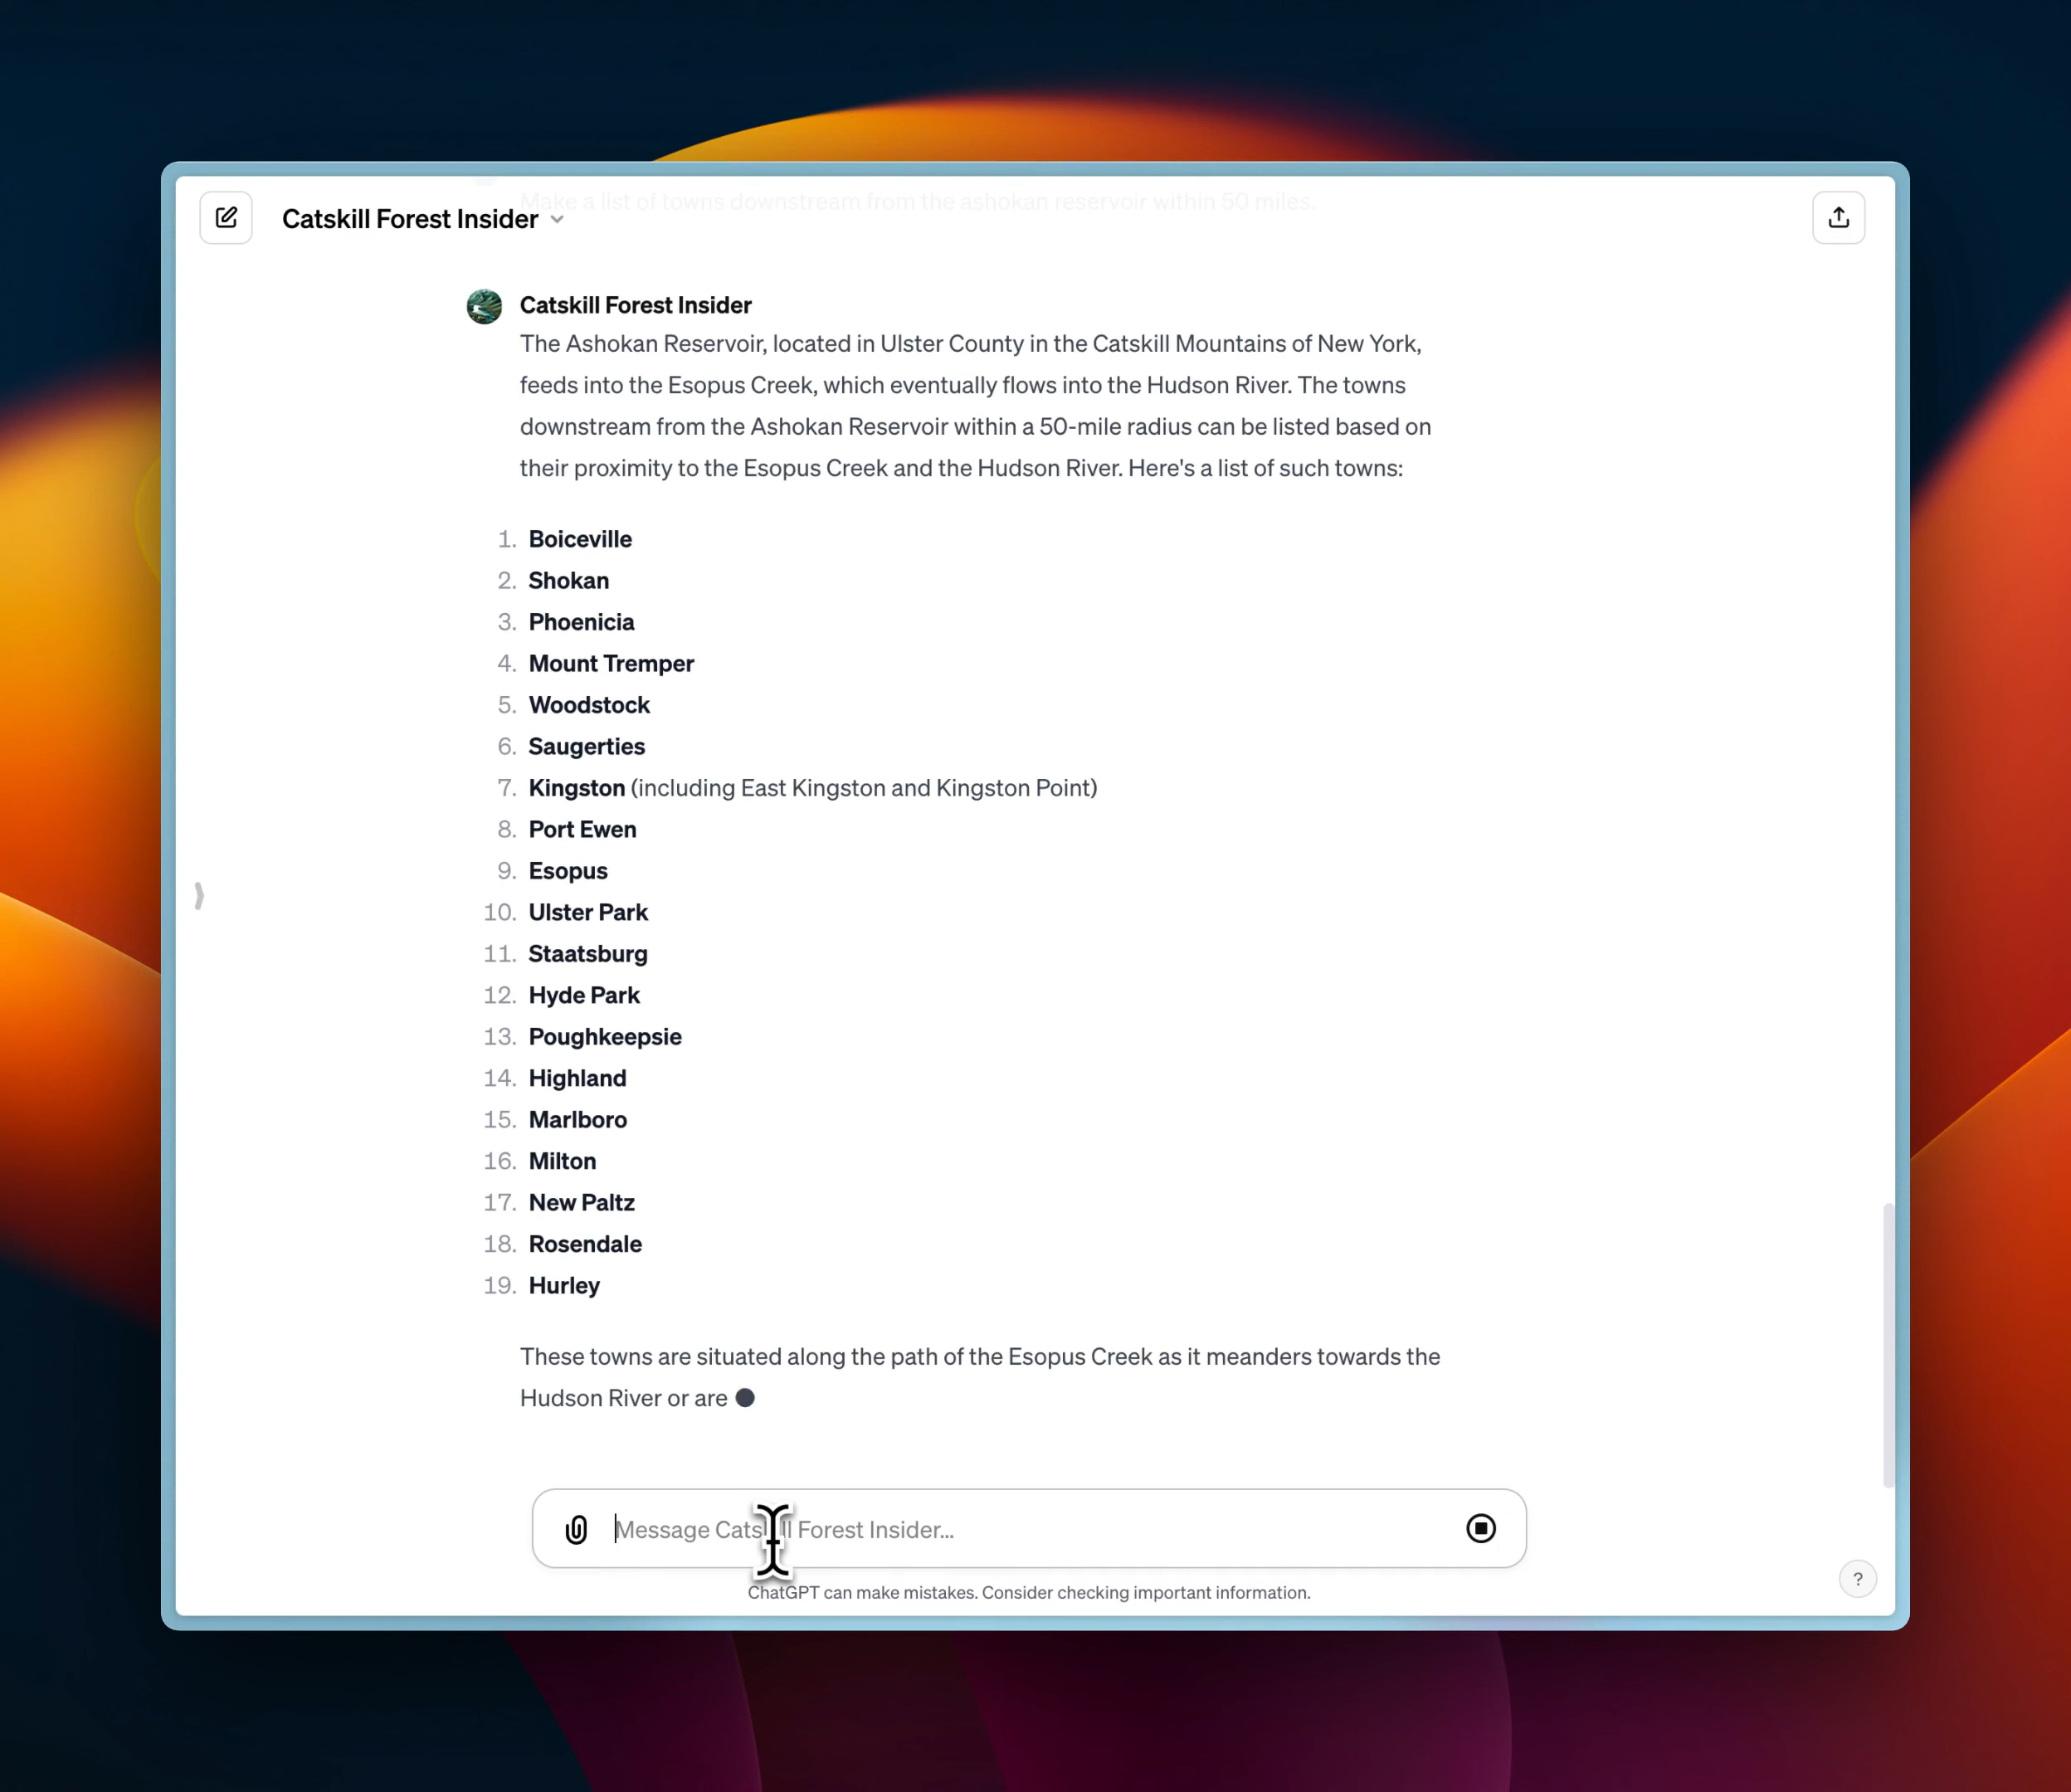 Make a list of towns downstream from the ashokan reservoir within 50 miles.
Catskill Forest Insider
Catskill Forest Insider
The Ashokan Reservoir, located in Ulster County in the Catskill Mountains of New York,
feeds into the Esopus Creek, which eventually flows into the Hudson River. The towns
downstream from the Ashokan Reservoir within a 50-mile radius can be listed based on
their proximity to the Esopus Creek and the Hudson River. Here's a list of such towns:
1. Boiceville
2. Shokan
3. Phoenicia
4. Mount Tremper
5. Woodstock
6. Saugerties
7. Kingston (including East Kingston and Kingston Point)
8. Port Ewen
9. Esopus
10. Ulster Park
11. Staatsburg
12. Hyde Park
13. Poughkeepsie
14. Highland
15. Marlboro
16. Milton
17. New Paltz
18. Rosendale
19. Hurley
These towns are situated along the path of the Esopus Creek as it meanders towards the
Hudson River or are
Message Catskill Forest Insider...
ChatGPT can make mistakes. Consider checking important information.
?